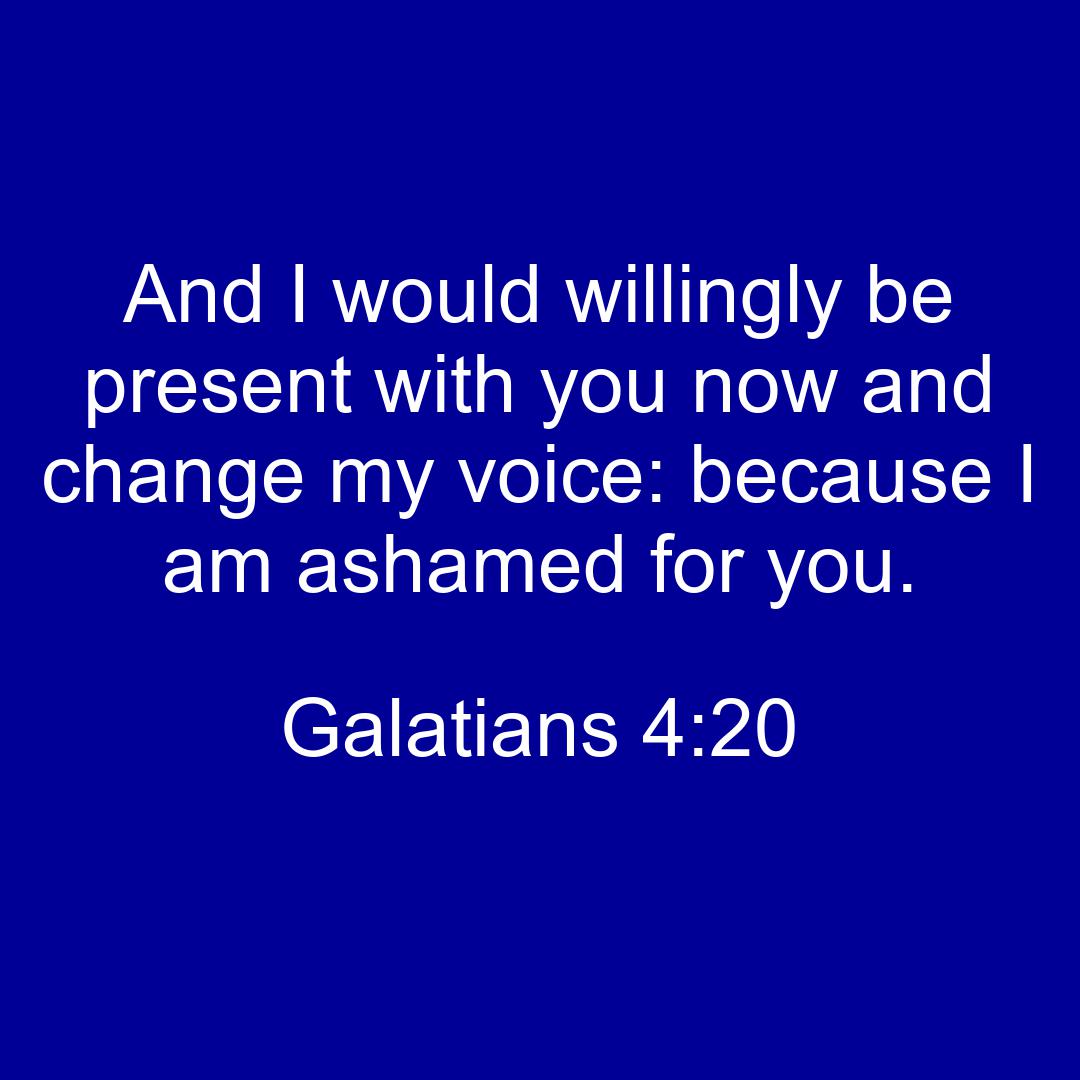 And I would willingly be
present with you now and
change my voice: because I
am ashamed for you.
Galatians 4:20